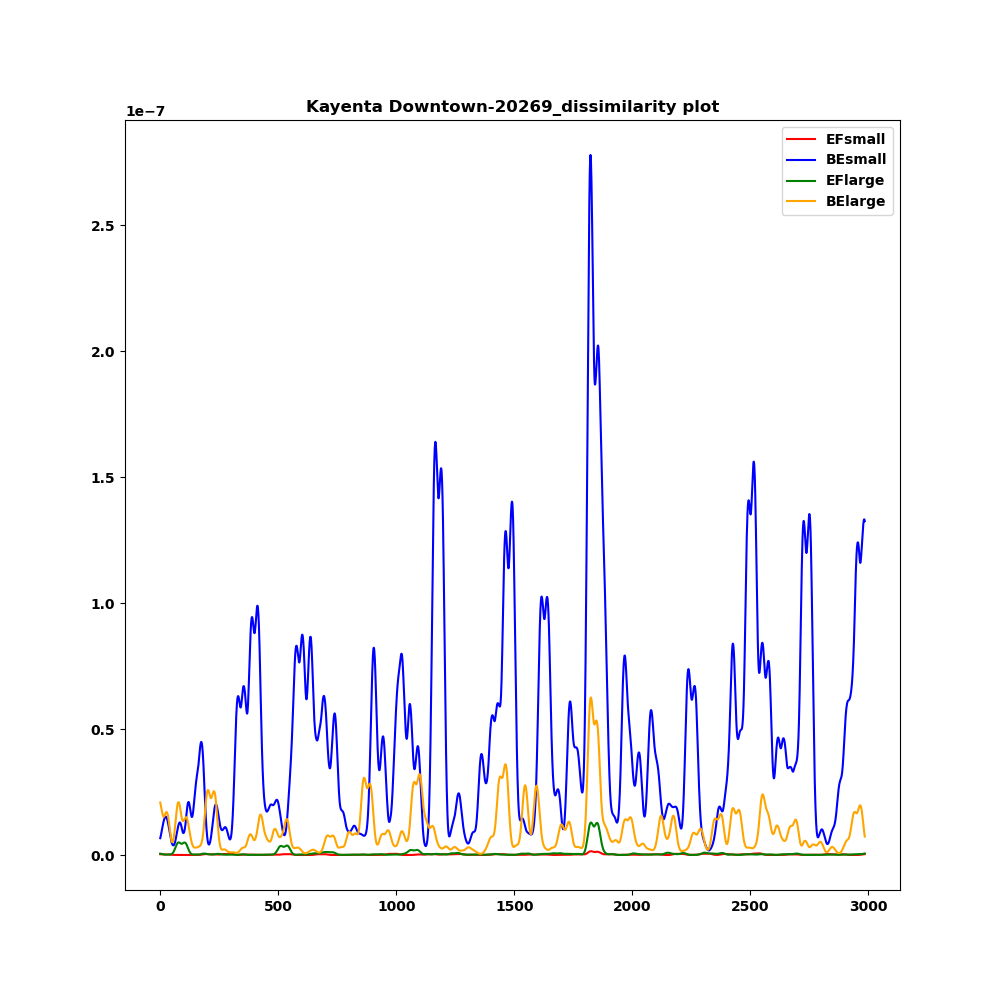 Kayenta Downtown-20269_dissimilarity plot
1e−7
EFsmall
BEsmall
EFlarge
BElarge
2.5
2.0
1.5
1.0
0.5
0.0
0 500 1000 1500 2000 2500 3000